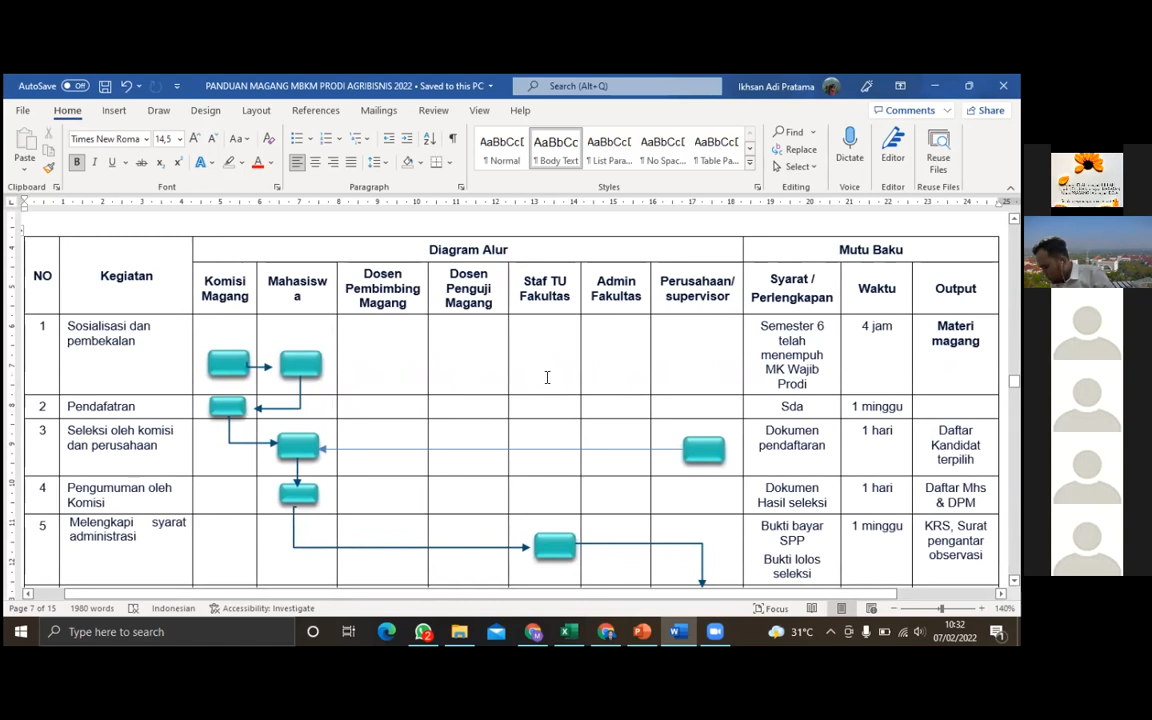 AutoSave Off PANDUAN MAGANG MBKM PRODI AGRIBISNIS 2022 • Saved to this PC Search (Alt+Q) Ikhsan Adi Pratama
File Home Insert Draw Design Layout References Mailings Review View Help Comments Share
Times New Roma 14,5 AaBbCc[ AaBbCc[ AaBbCc[ AaBbCc[ AaBbCc[ Find
Replace
Select
Paste ¶ Normal ¶ Body Text ¶ List Para... ¶ No Spac... ¶ Table Pa... Dictate Editor Reuse Files
Clipboard Font Paragraph Styles Editing Voice Editor Reuse Files
NO Kegiatan Diagram Alur Mutu Baku
Komisi Magang Mahasisw a Dosen Pembimbing Magang Dosen Penguji Magang Staf TU Fakultas Admin Fakultas Perusahaan/ supervisor Syarat / Perlengkapan Waktu Output
1 Sosialisasi dan pembekalan Semester 6 telah menempuh MK Wajib Prodi 4 jam Materi magang
2 Pendafatran Sda 1 minggu
3 Seleksi oleh komisi dan perusahaan Dokumen pendaftaran 1 hari Daftar Kandidat terpilih
4 Pengumuman oleh Komisi Dokumen Hasil seleksi 1 hari Daftar Mhs & DPM
5 Melengkapi syarat administrasi Bukti bayar SPP Bukti lolos seleksi 1 minggu KRS, Surat pengantar observasi
Page 7 of 15 1980 words Indonesian Accessibility: Investigate Focus 140%
Type here to search 31°C 10:32
07/02/2022